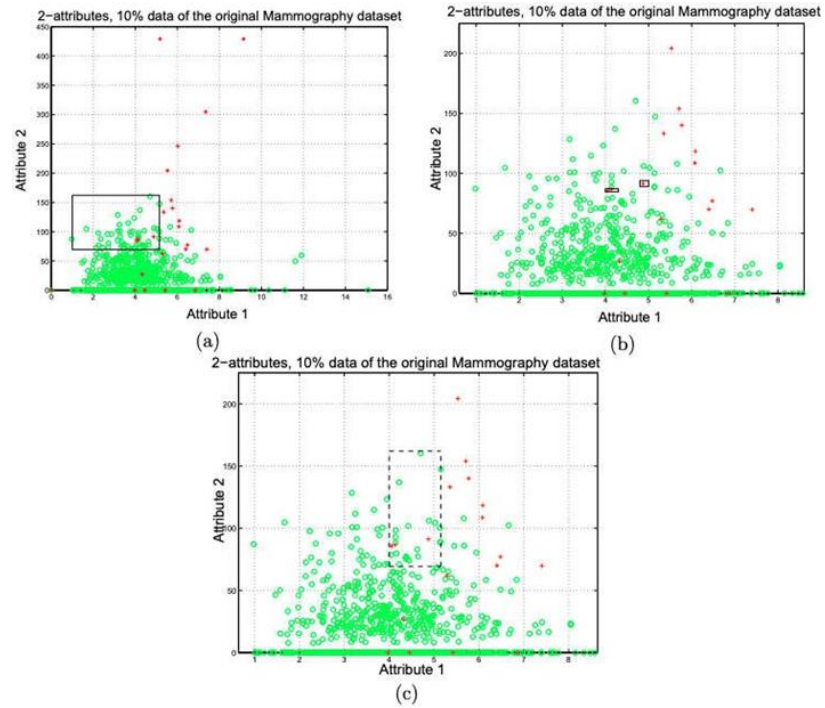 2-attributes, 10% data of the original Mammography dataset
450
400
350
300
250
200
150
100
50
0
Attribute 2
0 2 4 6 8 10 12 14 16
Attribute 1
(a)
2-attributes, 10% data of the original Mammography dataset
200
150
100
50
0
Attribute 2
1 2 3 4 5 6 7 8
Attribute 1
(b)
2-attributes, 10% data of the original Mammography dataset
200
150
100
50
0
Attribute 2
1 2 3 4 5 6 7 8
Attribute 1
(c)